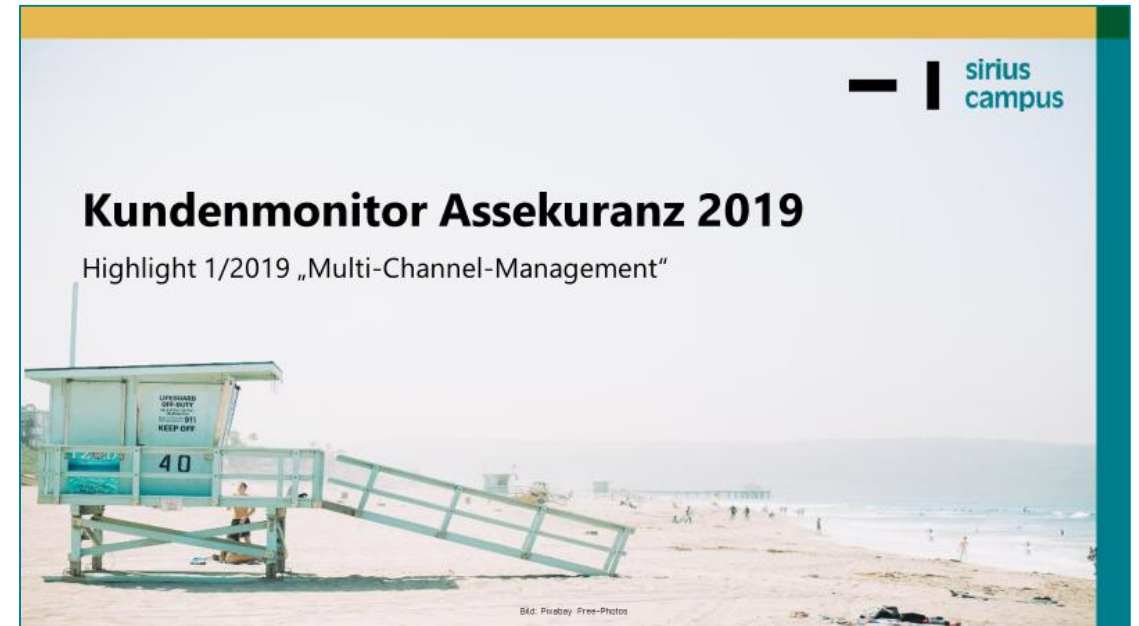 sirius
campus
Kundenmonitor Assekuranz 2019
Highlight 1/2019 „Multi-Channel-Management“
LIFEGUARD
OFF-DUTY
911
KEEP OFF
40
Bild: Pixabay Free-Photos